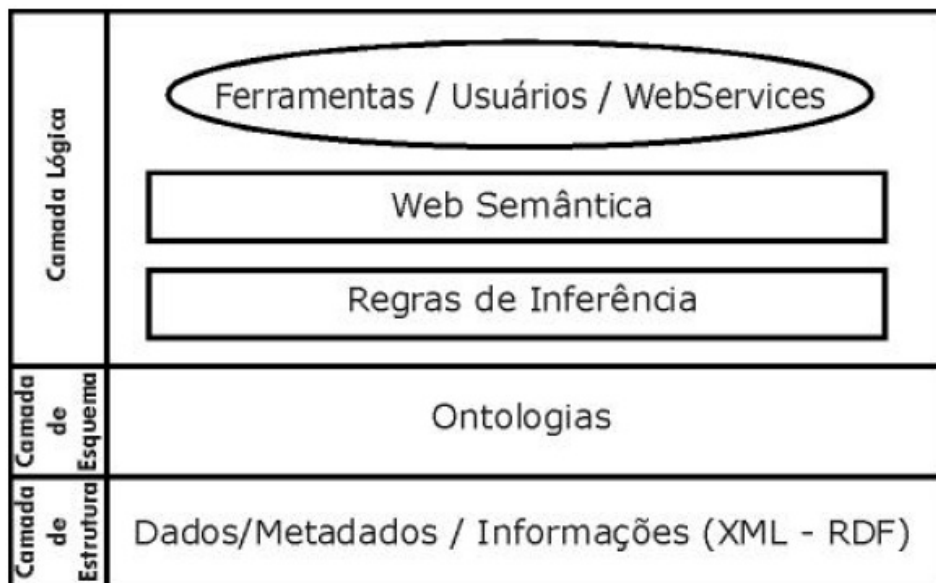 Camada Lógica
Ferramentas / Usuários / WebServices
Web Semântica
Regras de Inferência
Camada
de
Esquema
Ontologias
Camada
de
Estrutura
Dados/Metadados / Informações (XML - RDF)